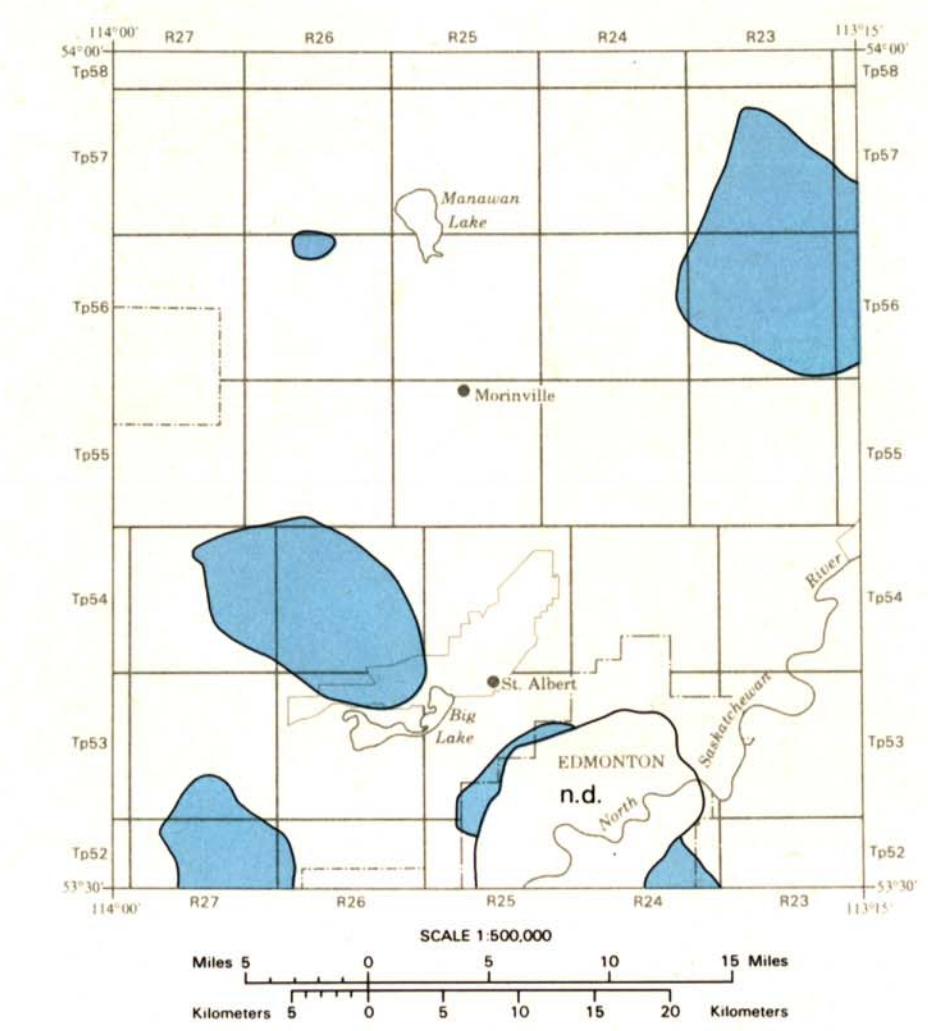 114°00′ R27 R26 R25 R24 R23 113°15′
54°00′ 54°00′
Tp58 Tp58
Tp57 Tp57
Manawan
Lake
Tp56 Tp56
Morinville
Tp55 Tp55
River
Tp54 Tp54
St. Albert
Saskatchewan
Big
Lake
Tp53 Tp53
EDMONTON
n.d.
North
Tp52 Tp52
53°30′ 53°30′
114°00′ R27 R26 R25 R24 R23 113°15′
SCALE 1:500,000
Miles 5 0 5 10 15 Miles
Kilometers 5 0 5 10 15 20 Kilometers